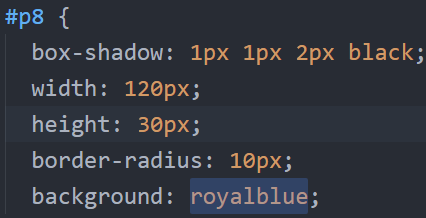 #p8 {
  box-shadow: 1px 1px 2px black;
  width: 120px;
  height: 30px;
  border-radius: 10px;
  background: royalblue;